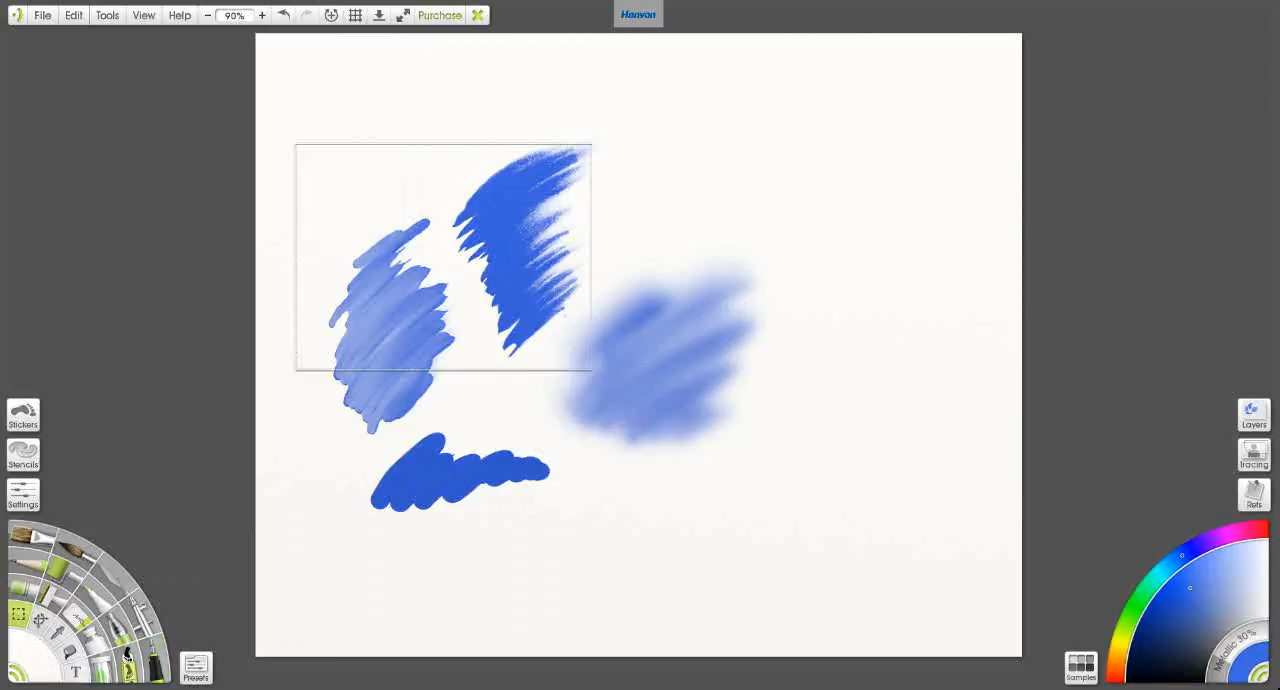 File Edit Tools View Help − 90% + Purchase
Hanvon
Stickers
Stencils
Settings
Presets
T
Layers
Tracing
Refs
Metallic 30%
Samples